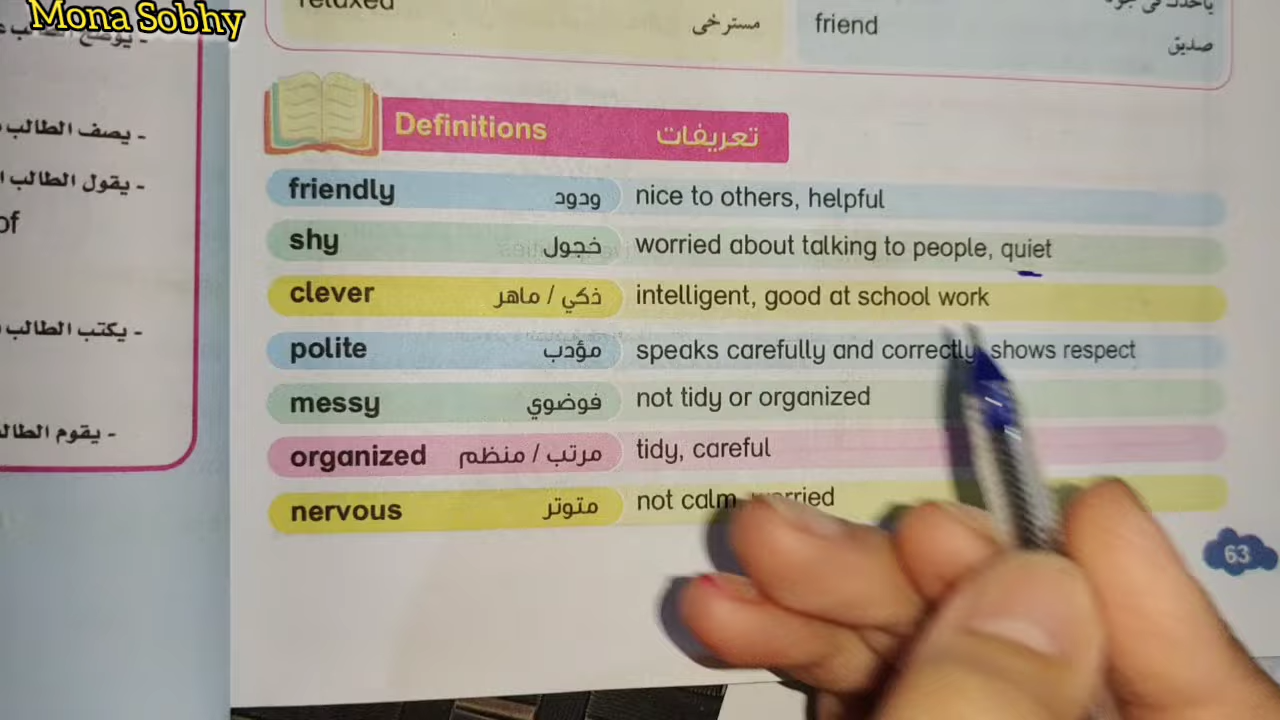 Mona Sobhy
relaxed
مسترخى
friend
صديق
- يصف الطالب
- يقول الطالب
of
- يكتب الطالب
- يقوم
Definitions تعريفات
friendly ودود nice to others, helpful
shy خجول worried about talking to people, quiet
clever ذكي / ماهر intelligent, good at school work
polite مؤدب speaks carefully and correctly, shows respect
messy فوضوي not tidy or organized
organized مرتب / منظم tidy, careful
nervous متوتر not calm, worried
63